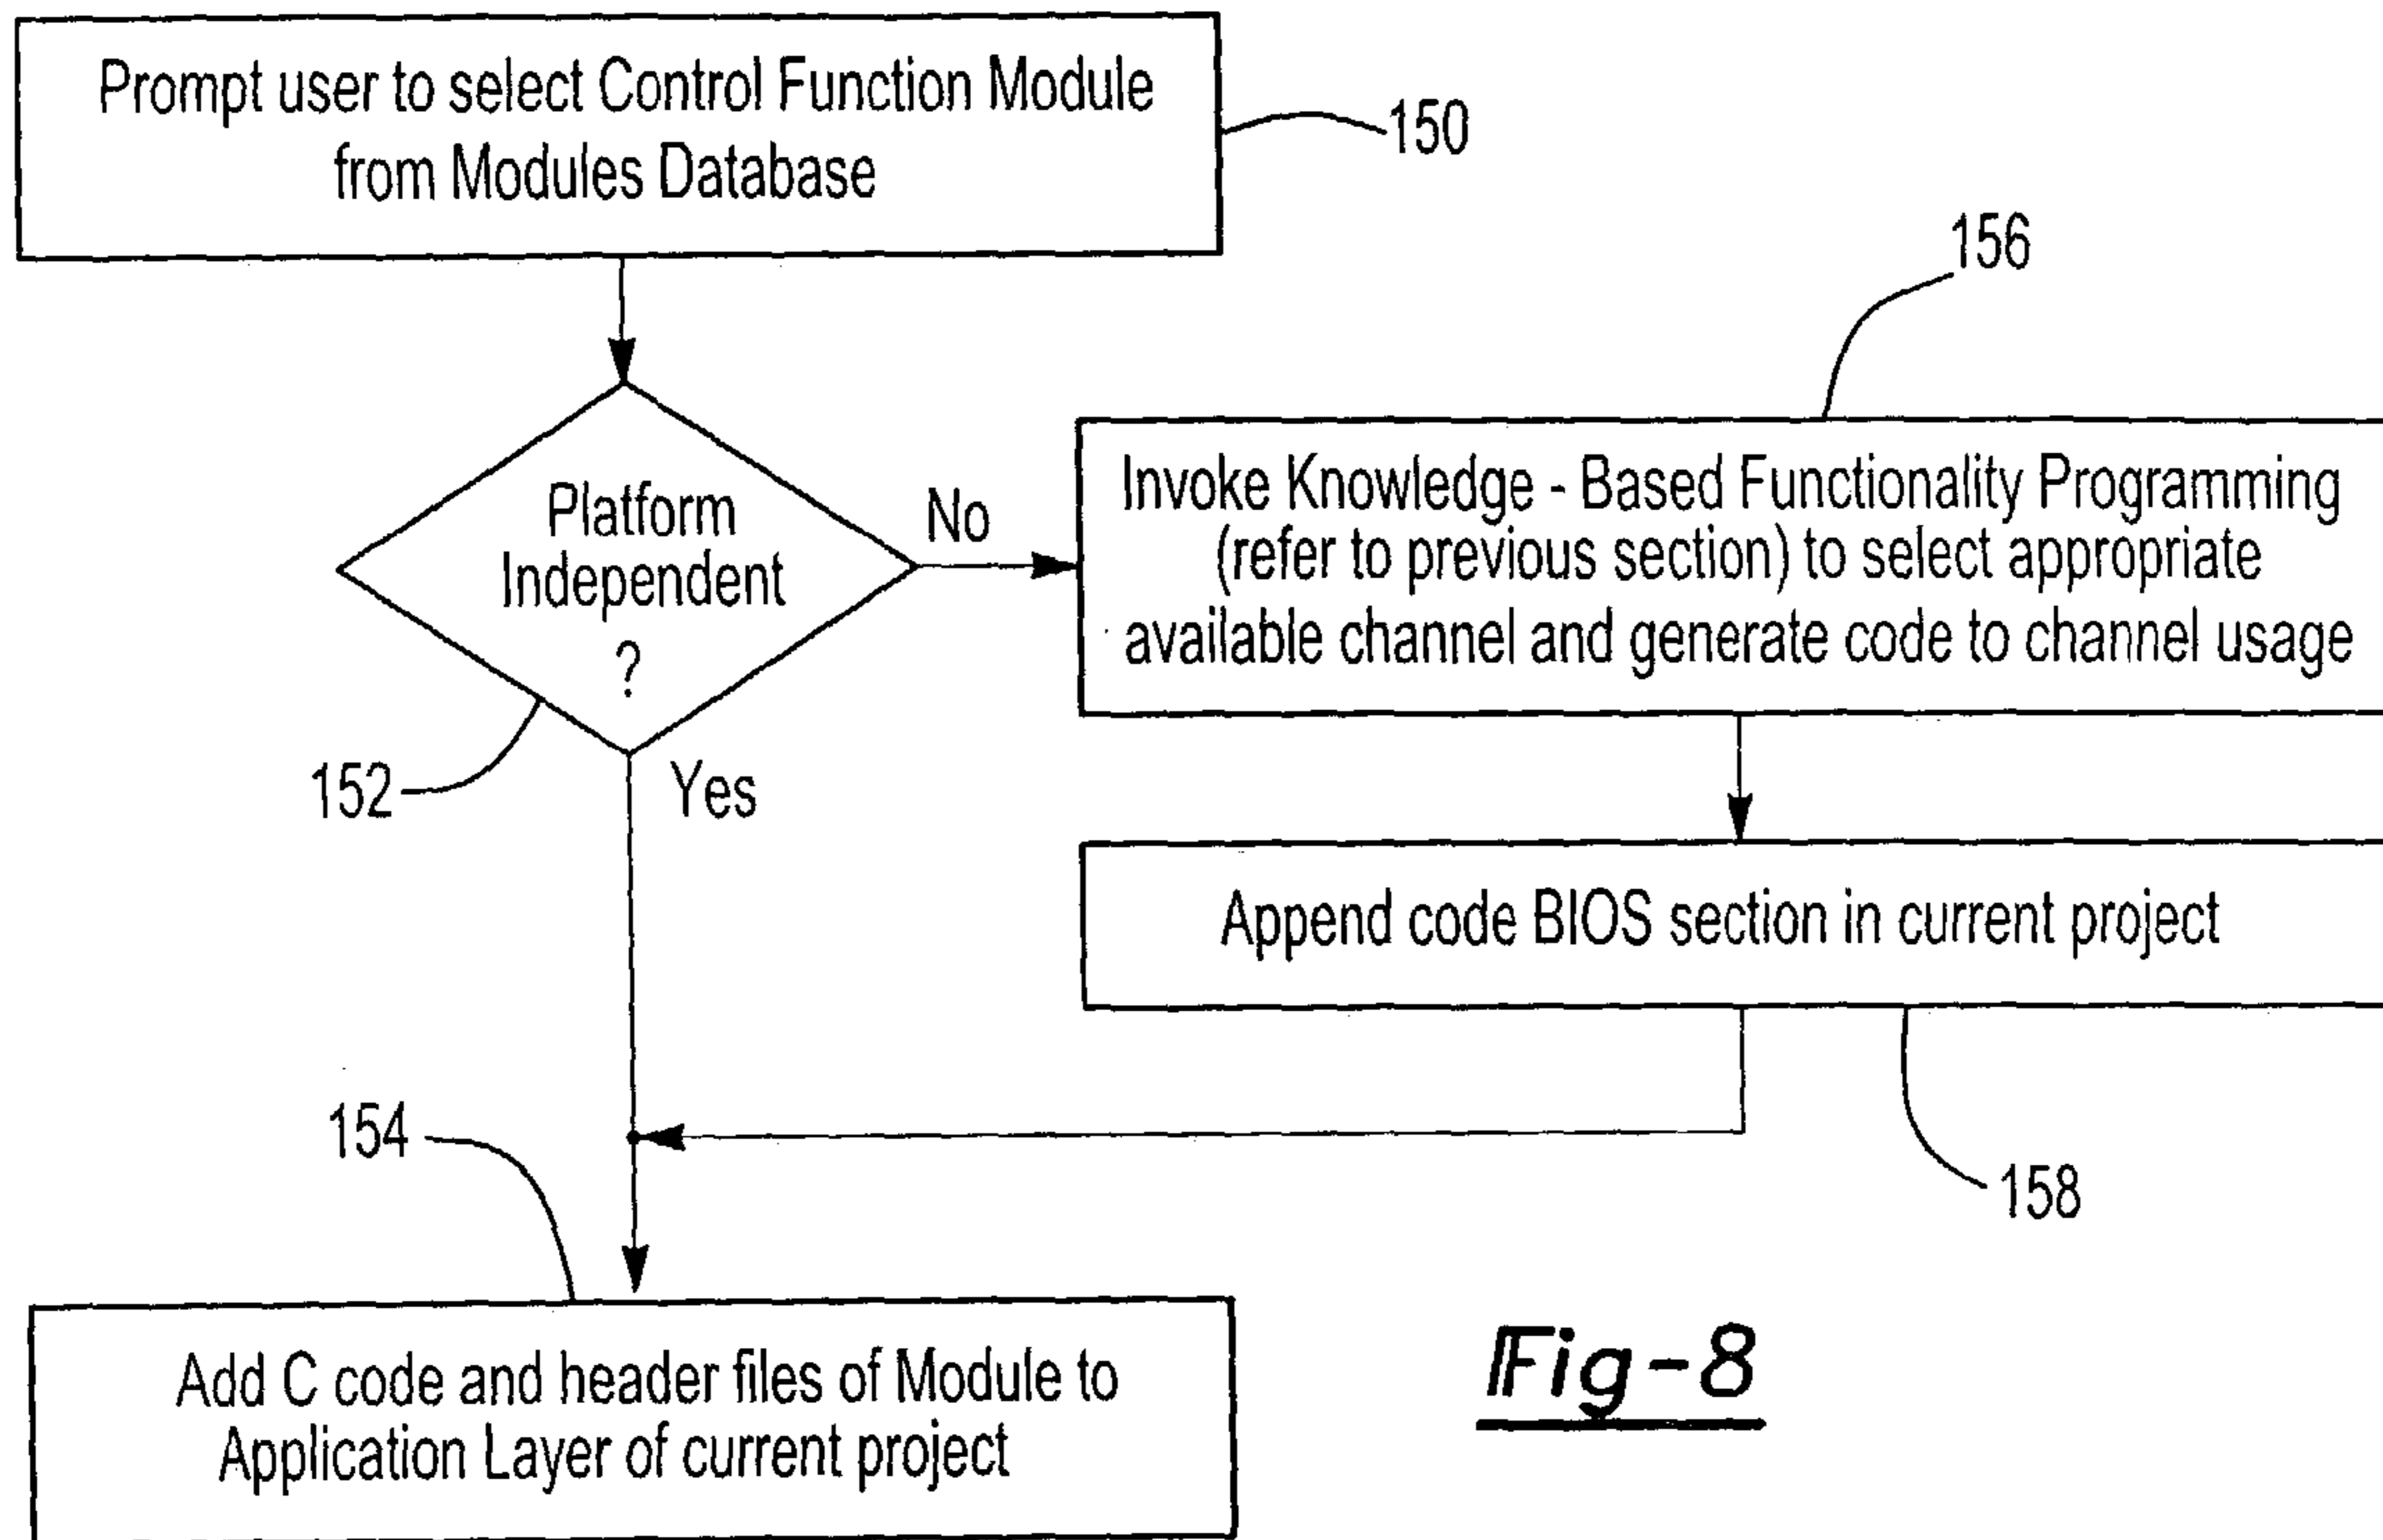 Prompt user to select Control Function Module
from Modules Database
150
156
Platform
Independent
?
No
Invoke Knowledge - Based Functionality Programming
(refer to previous section) to select appropriate
available channel and generate code to channel usage
152
Yes
Append code BIOS section in current project
154
158
Add C code and header files of Module to
Application Layer of current project
Fig-8